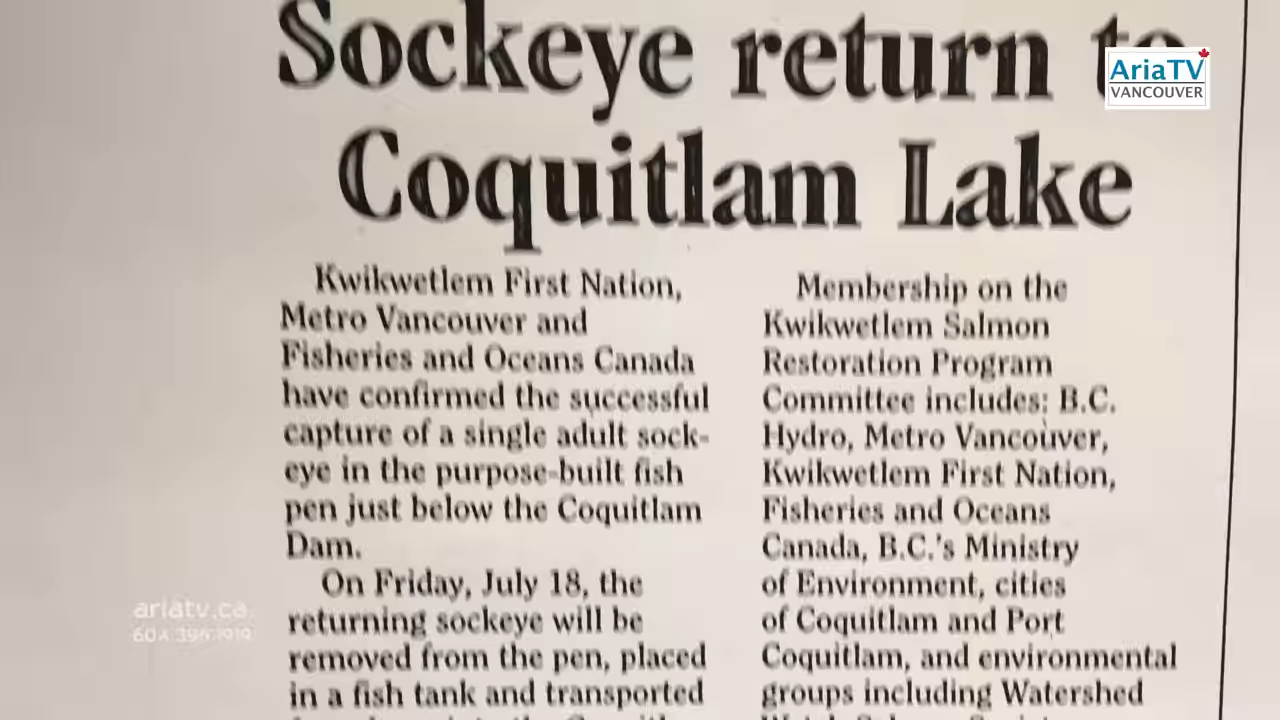 Sockeye return to
Coquitlam Lake
AriaTV
VANCOUVER
Kwikwetlem First Nation,
Metro Vancouver and
Fisheries and Oceans Canada
have confirmed the successful
capture of a single adult sock-
eye in the purpose-built fish
pen just below the Coquitlam
Dam.
On Friday, July 18, the
returning sockeye will be
removed from the pen, placed
in a fish tank and transported
Membership on the
Kwikwetlem Salmon
Restoration Program
Committee includes: B.C.
Hydro, Metro Vancouver,
Kwikwetlem First Nation,
Fisheries and Oceans
Canada, B.C.'s Ministry
of Environment, cities
of Coquitlam and Port
Coquitlam, and environmental
groups including Watershed
ariatv.ca
604 396 1919